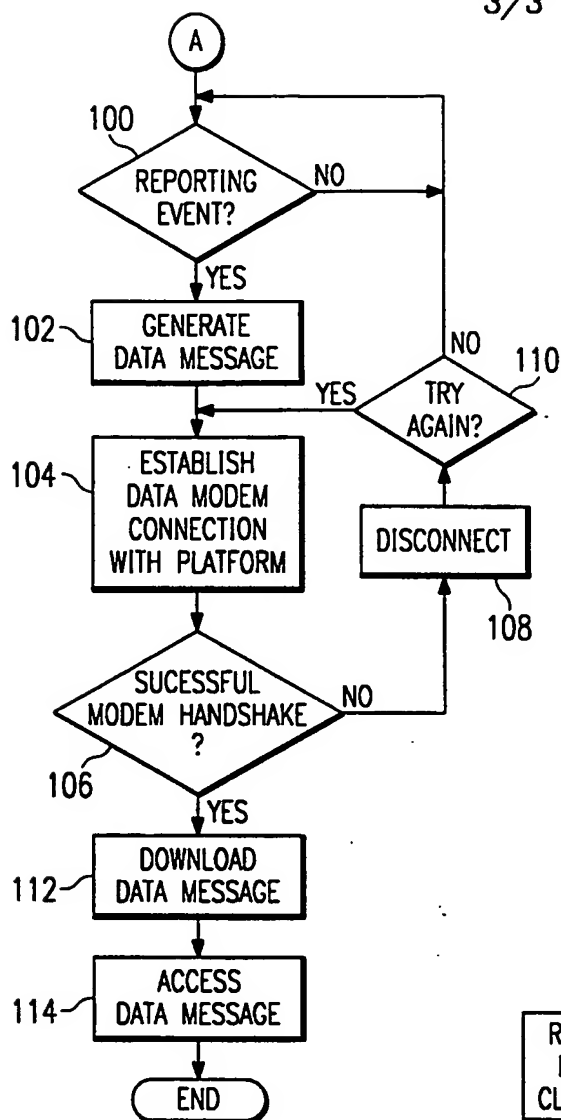 3/3
A
100
REPORTING
EVENT?
NO
YES
102
GENERATE
DATA MESSAGE
NO
110
YES
TRY
AGAIN?
104
ESTABLISH
DATA MODEM
CONNECTION
WITH PLATFORM
DISCONNECT
108
SUCESSFUL
MODEM HANDSHAKE
?
NO
106
YES
112
DOWNLOAD
DATA MESSAGE
114
ACCESS
DATA MESSAGE
END